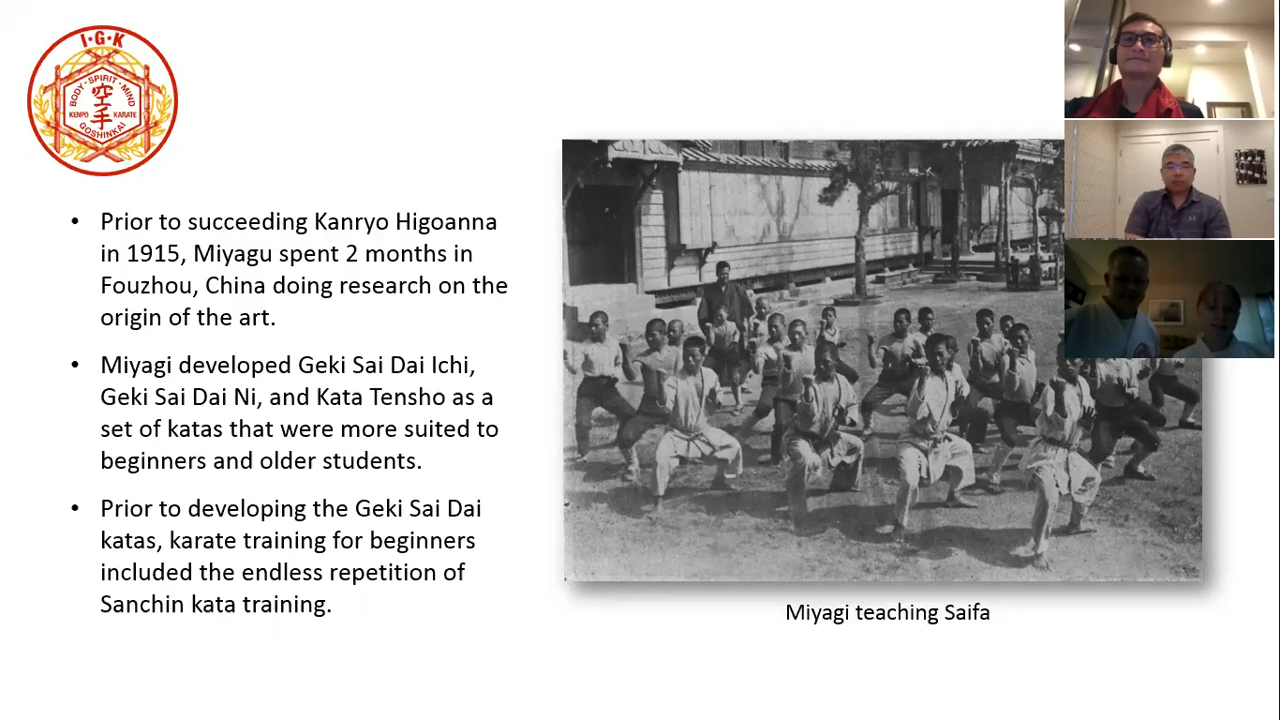 I·G·K
BODY·SPIRIT·MIND
空手
KENPO KARATE
GOSHINKAI
• Prior to succeeding Kanryo Higoanna
in 1915, Miyagu spent 2 months in
Fouzhou, China doing research on the
origin of the art.
• Miyagi developed Geki Sai Dai Ichi,
Geki Sai Dai Ni, and Kata Tensho as a
set of katas that were more suited to
beginners and older students.
• Prior to developing the Geki Sai Dai
katas, karate training for beginners
included the endless repetition of
Sanchin kata training.
Miyagi teaching Saifa